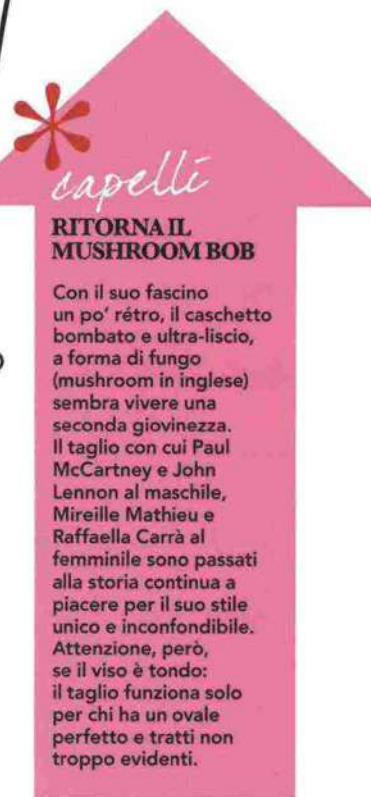 capelli
RITORNA IL
MUSHROOM BOB
Con il suo fascino
un po' rétro, il caschetto
bombato e ultra-liscio,
a forma di fungo
(mushroom in inglese)
sembra vivere una
seconda giovinezza.
Il taglio con cui Paul
McCartney e John
Lennon al maschile,
Mireille Mathieu e
Raffaella Carrà al
femminile sono passati
alla storia continua a
piacere per il suo stile
unico e inconfondibile.
Attenzione, però,
se il viso è tondo:
il taglio funziona solo
per chi ha un ovale
perfetto e tratti non
troppo evidenti.